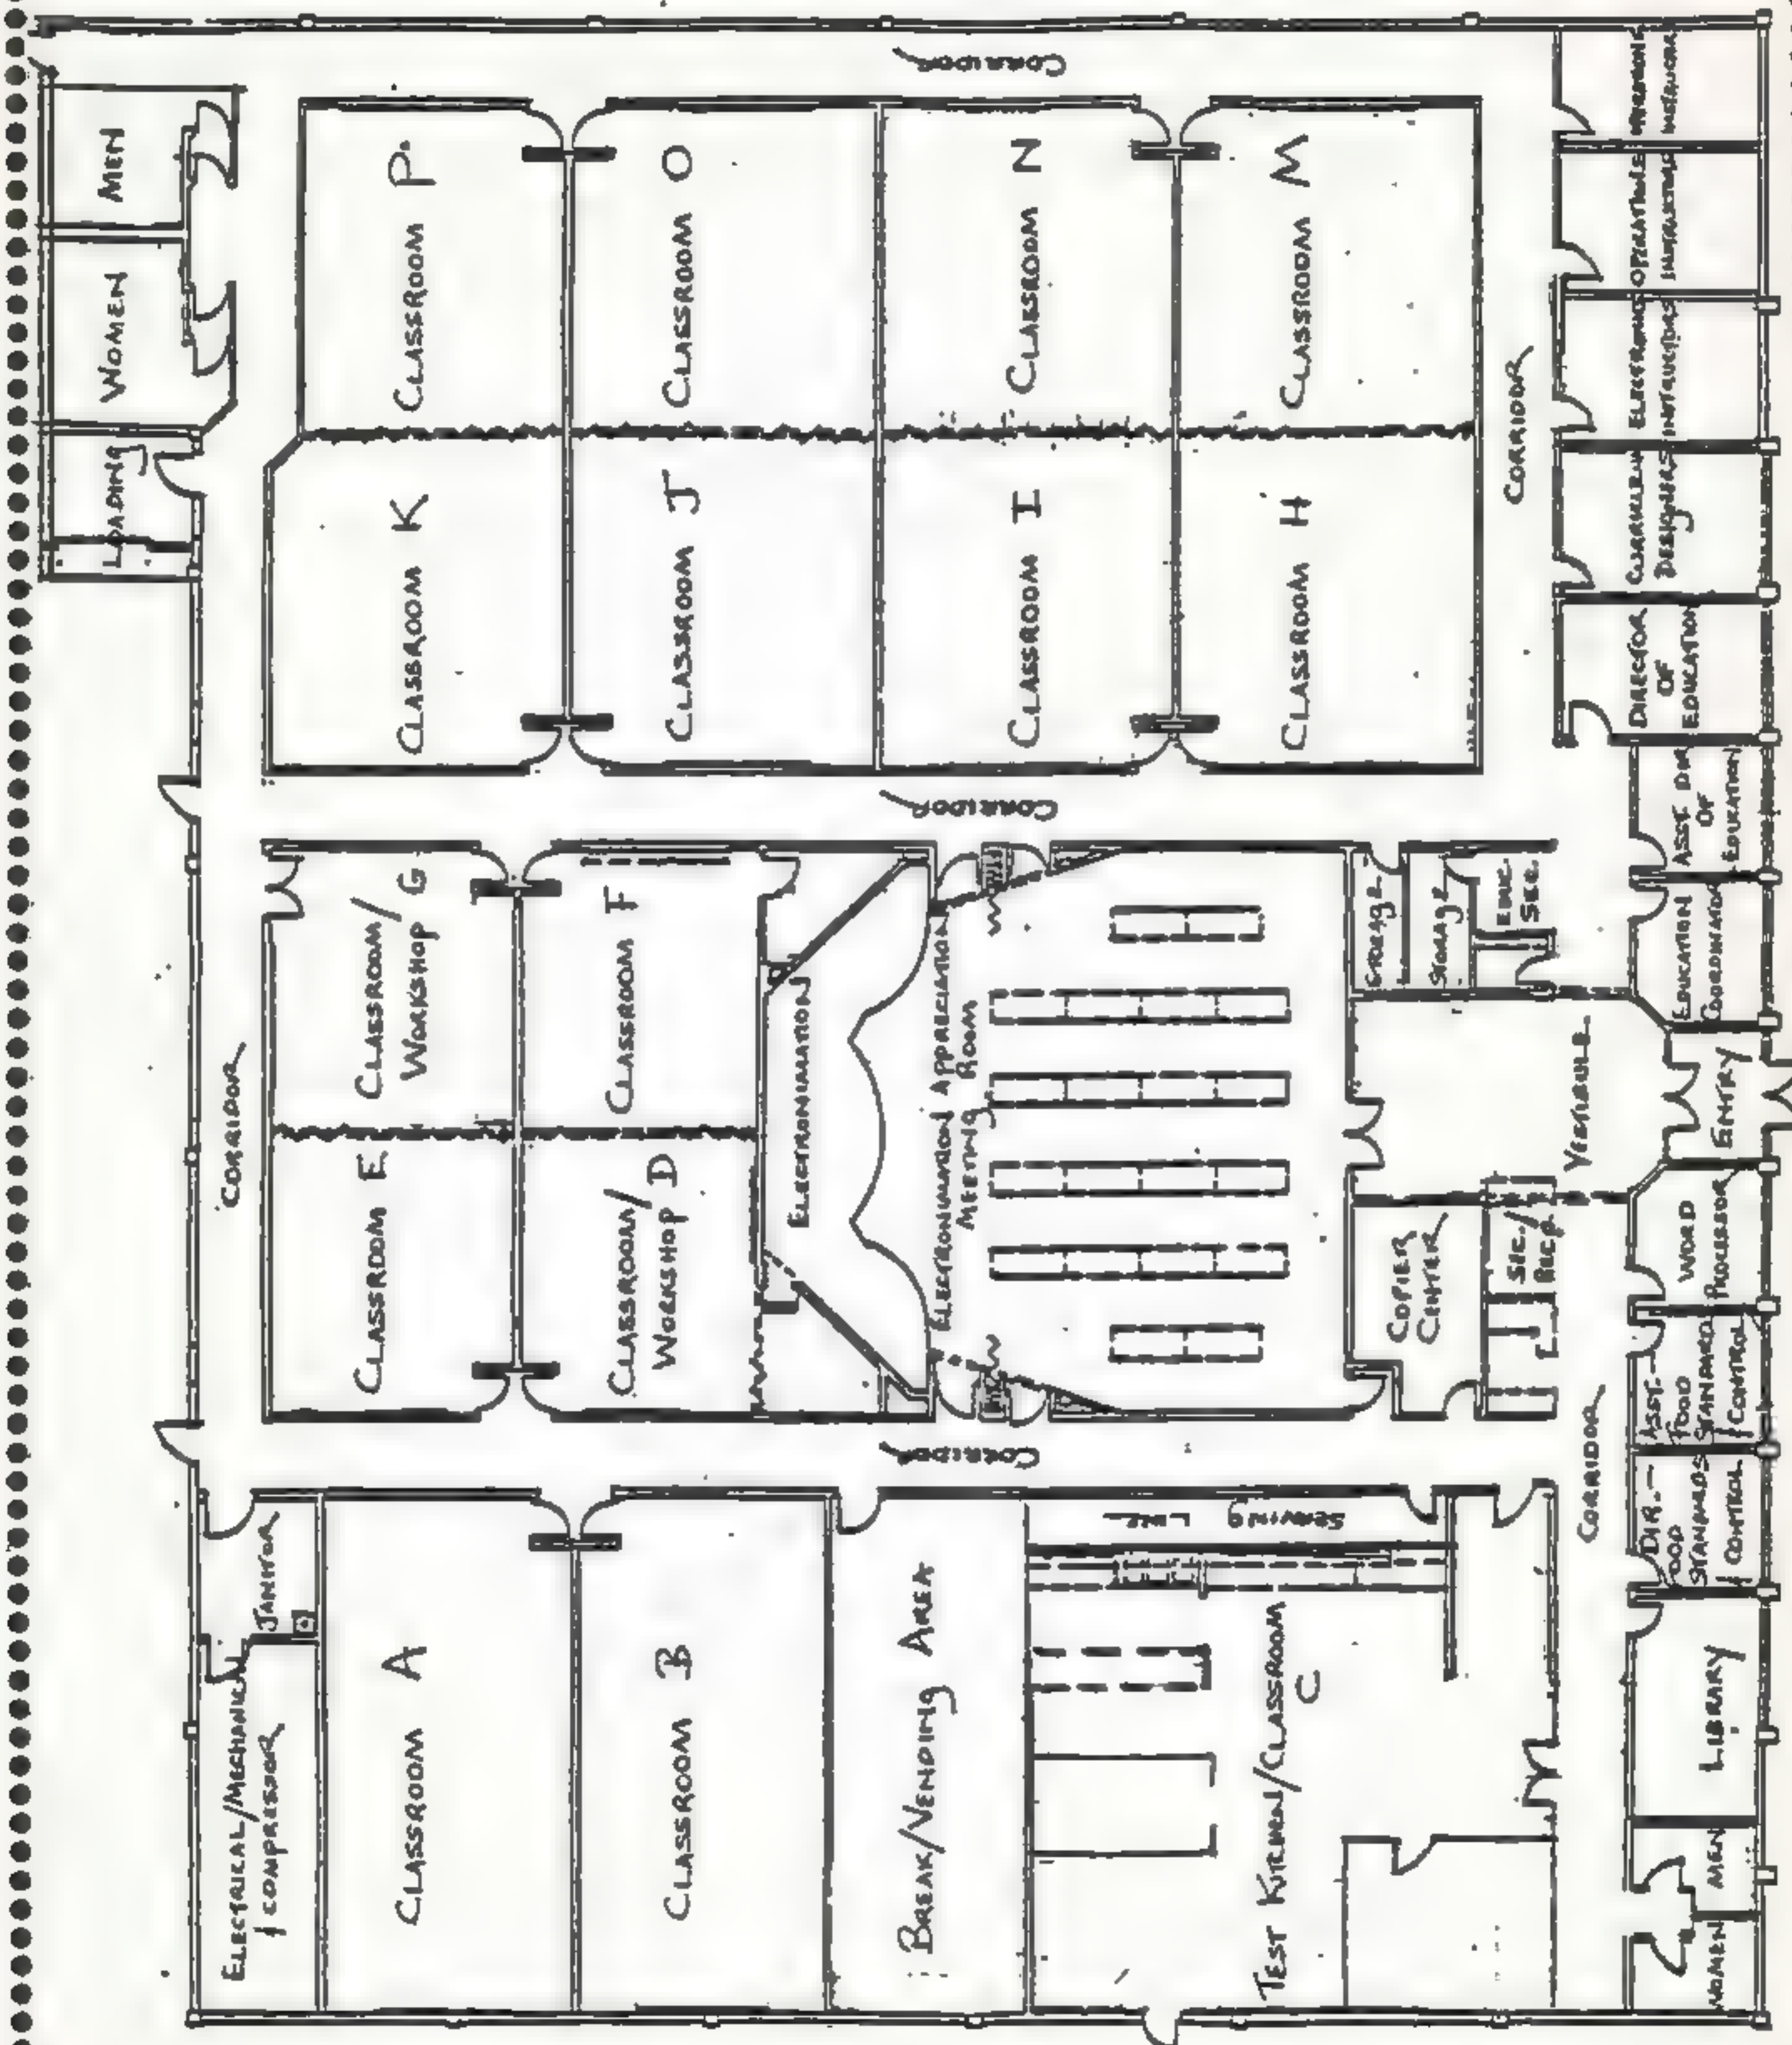 CORRIDOR
MEN
WOMEN
LOADING
CLASSROOM P
CLASSROOM O
CLASSROOM N
CLASSROOM M
CLASSROOM K
CLASSROOM J
CLASSROOM I
CLASSROOM H
CORRIDOR
OPERATIONS
INSTRUCTORS
ELECTRONICS
INSTRUCTORS
CURRICULUM
DESIGNERS
DIRECTOR
OF
EDUCATION
ASST. DIR
OF
EDUCATION
CORRIDOR
CORRIDOR
CLASSROOM/
WORKSHOP G
CLASSROOM F
CLASSROOM E
CLASSROOM/
WORKSHOP D
ELECTRONIMATION
ELECTRONIMATION APPRECIATION
MEETING ROOM
STORAGE
STORAGE
EDUC.
SEC.
EDUCATION
COORDINATOR
VESTIBULE
ENTRY
COPIER
CENTER
SEC./
RECP.
WORD
PROCESSOR
ASST.-
FOOD
STANDARD
/CONTROL
CORRIDOR
CORRIDOR
DIR.-
FOOD
STANDARDS
/CONTROL
JANITOR
ELECTRICAL/MECHANICAL
/COMPRESSOR
CLASSROOM A
CLASSROOM B
BREAK/VENDING AREA
SERVING LINE
TEST KITCHEN/CLASSROOM
C
LIBRARY
MEN
WOMEN